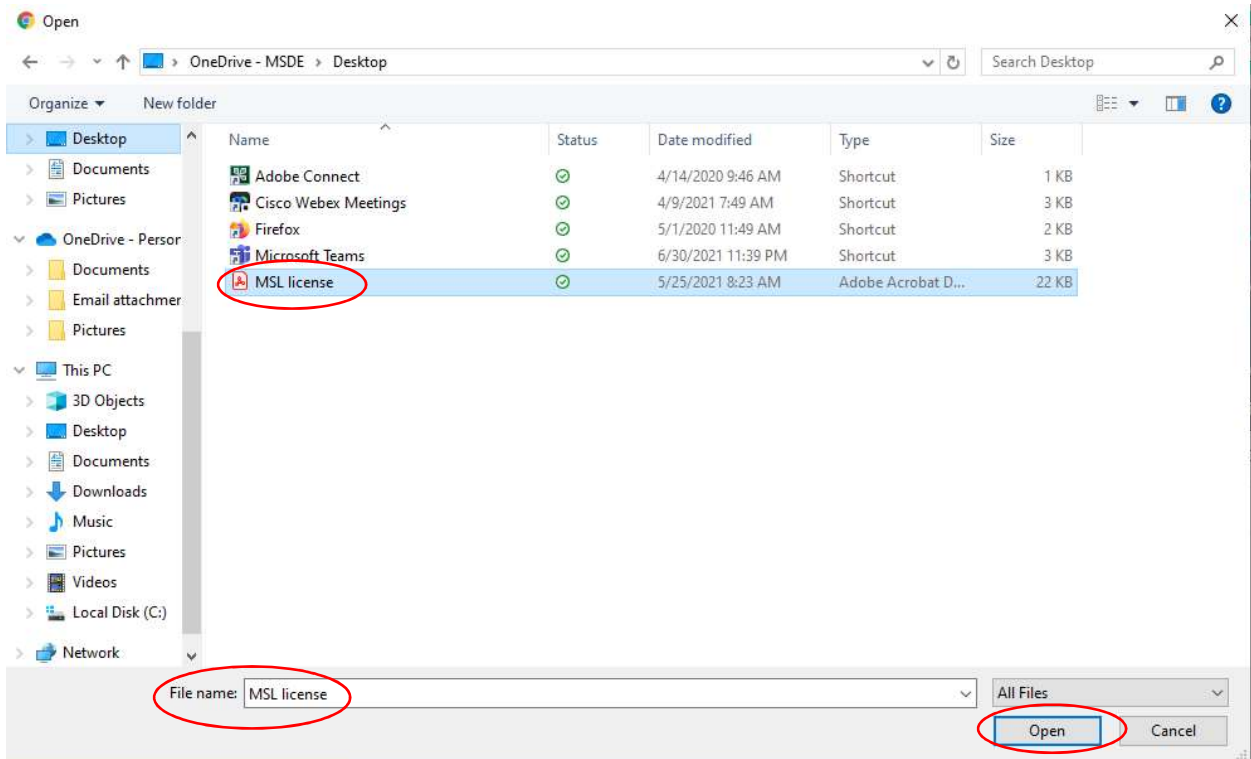 Open
OneDrive - MSDE > Desktop
Search Desktop
Organize
New folder
Name Status Date modified Type Size
Adobe Connect 4/14/2020 9:46 AM Shortcut 1 KB
Cisco Webex Meetings 4/9/2021 7:49 AM Shortcut 3 KB
Firefox 5/1/2020 11:49 AM Shortcut 2 KB
Microsoft Teams 6/30/2021 11:39 PM Shortcut 3 KB
MSL license 5/25/2021 8:23 AM Adobe Acrobat D... 22 KB
Desktop
Documents
Pictures
OneDrive - Person
Documents
Email attachmen
Pictures
This PC
3D Objects
Desktop
Documents
Downloads
Music
Pictures
Videos
Local Disk (C:)
Network
File name: MSL license
All Files
Open
Cancel